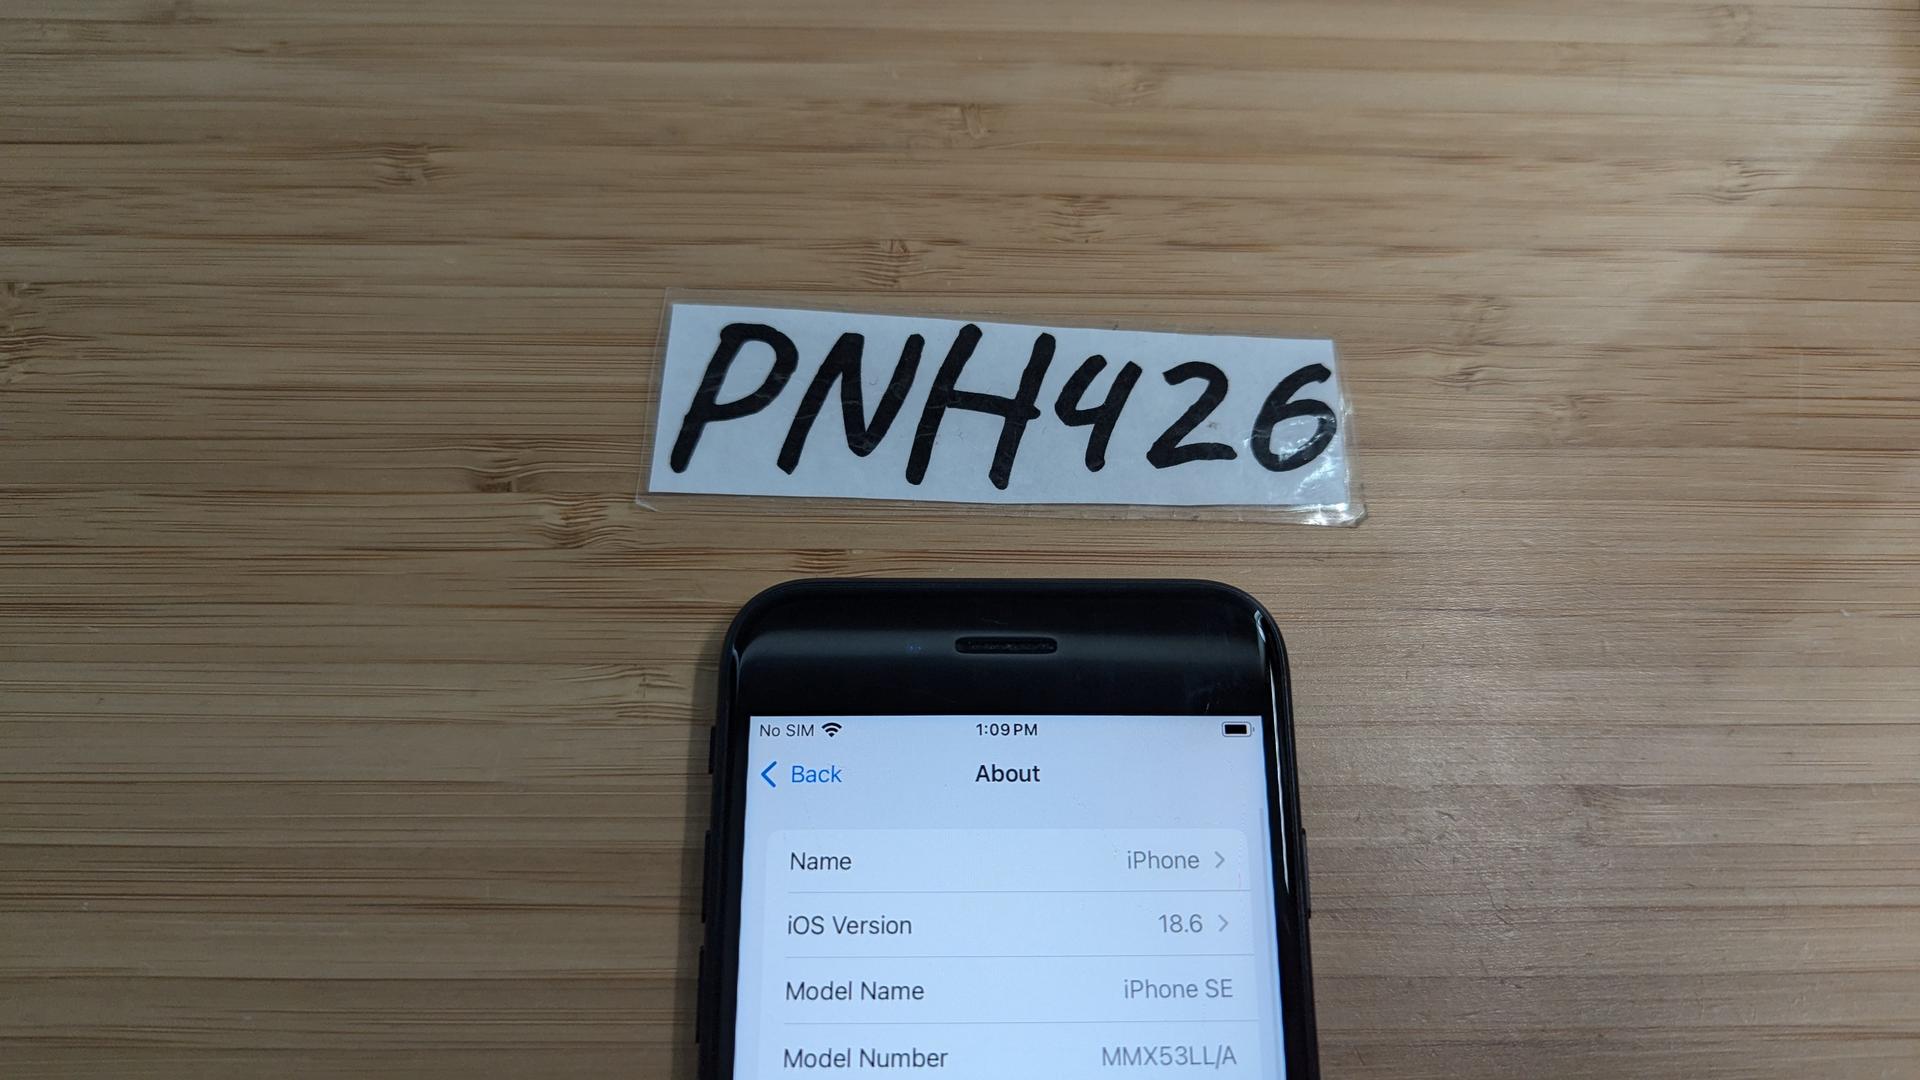 PNH426
No SIM 1:09 PM
Back About
Name iPhone
iOS Version 18.6
Model Name iPhone SE
Model Number MMX53LL/A